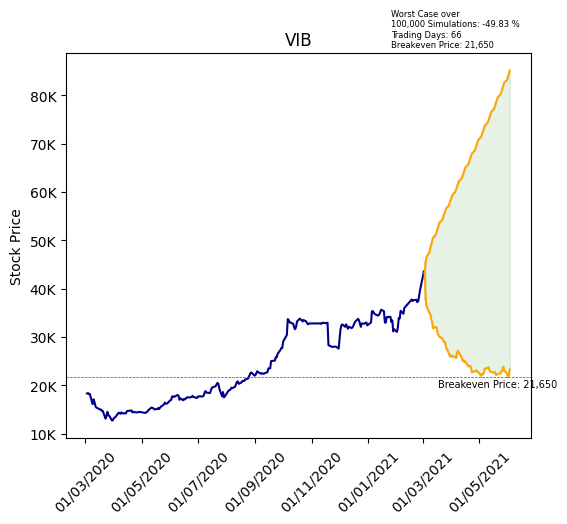 Worst Case over
100,000 Simulations: -49.83 %
Trading Days: 66
Breakeven Price: 21,650
VIB
Stock Price
80K
70K
60K
50K
40K
30K
20K
10K
Breakeven Price: 21,650
01/03/2020
01/05/2020
01/07/2020
01/09/2020
01/11/2020
01/01/2021
01/03/2021
01/05/2021